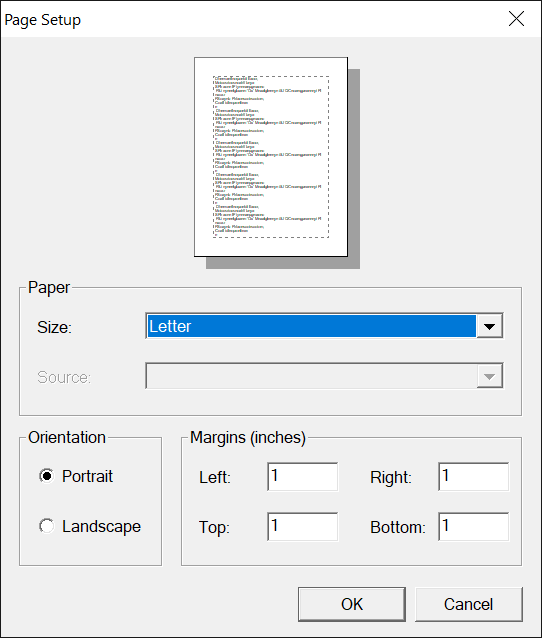 Page Setup
Paper
Size: Letter
Source:
Orientation
Portrait
Landscape
Margins (inches)
Left: 1 Right: 1
Top: 1 Bottom: 1
OK Cancel